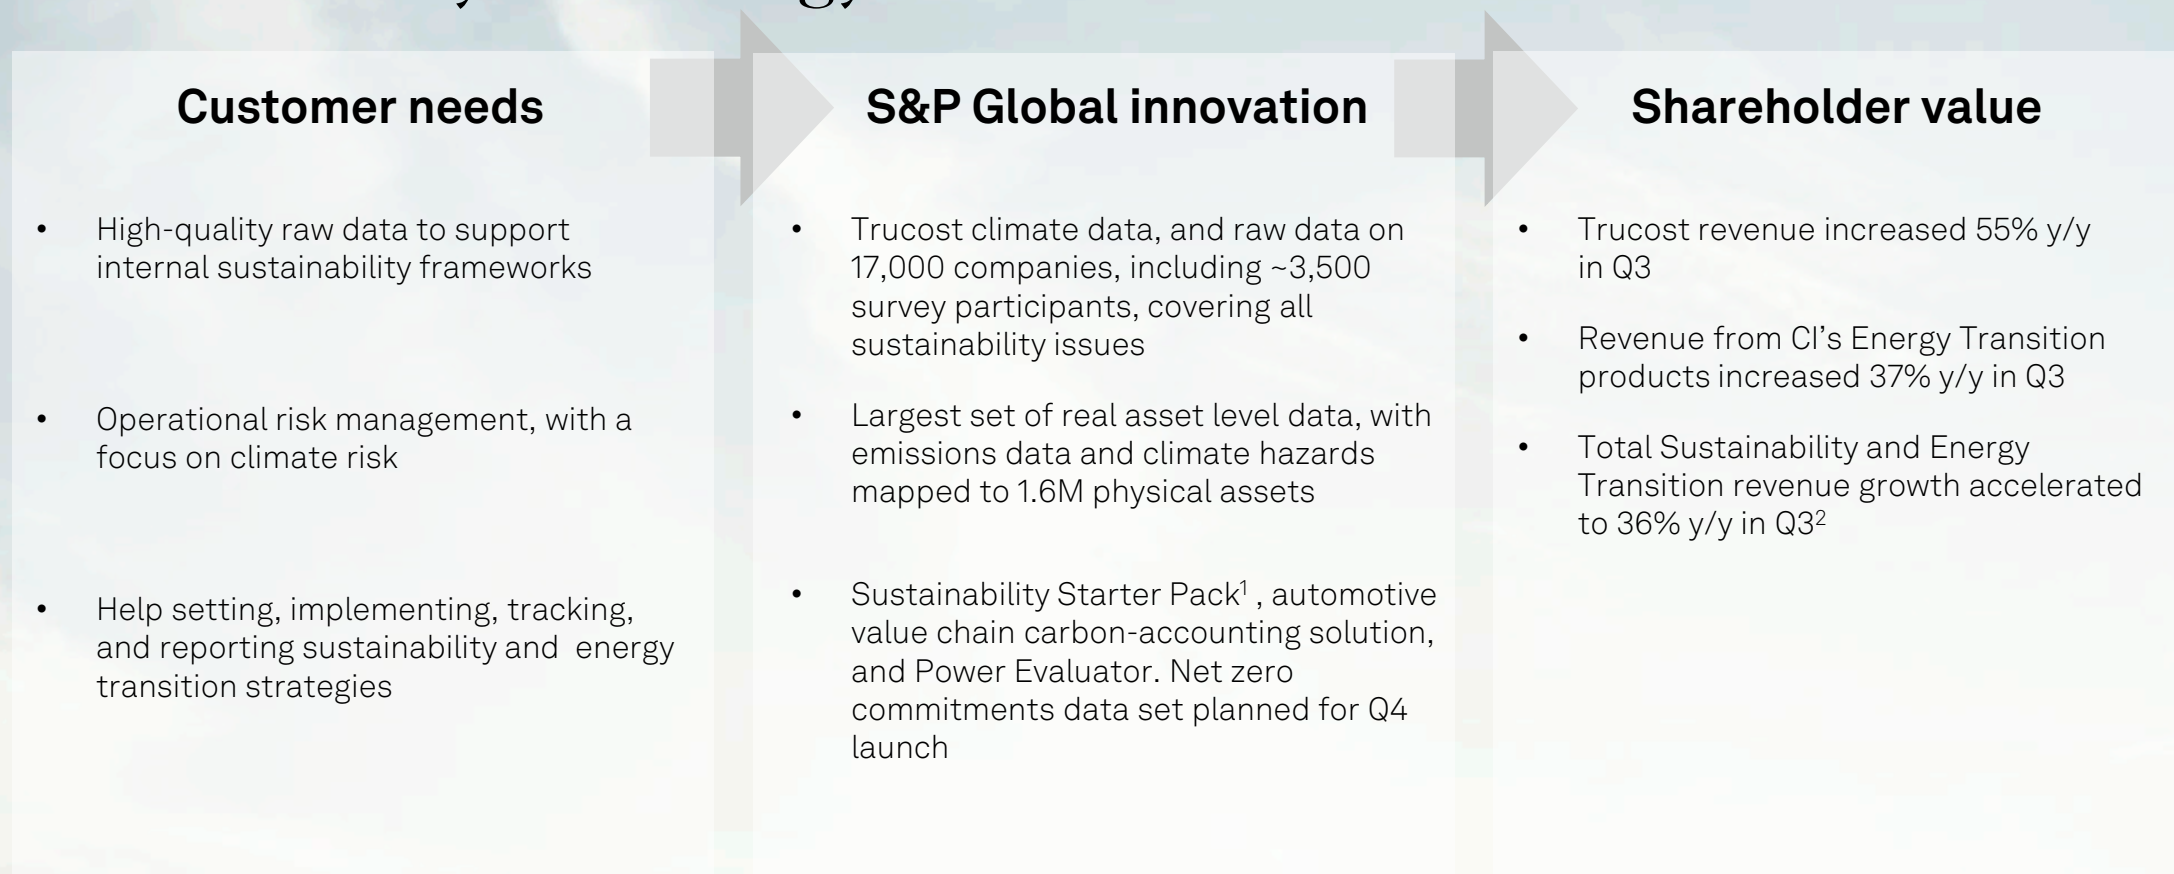 Customer needs
• High-quality raw data to support
internal sustainability frameworks
• Operational risk management, with a
focus on climate risk
• Help setting, implementing, tracking,
and reporting sustainability and  energy
transition strategies
S&P Global innovation
• Trucost climate data, and raw data on
17,000 companies, including ~3,500
survey participants, covering all
sustainability issues
• Largest set of real asset level data, with
emissions data and climate hazards
mapped to 1.6M physical assets
• Sustainability Starter Pack¹ , automotive
value chain carbon-accounting solution,
and Power Evaluator. Net zero
commitments data set planned for Q4
launch
Shareholder value
• Trucost revenue increased 55% y/y
in Q3
• Revenue from CI's Energy Transition
products increased 37% y/y in Q3
• Total Sustainability and Energy
Transition revenue growth accelerated
to 36% y/y in Q3²